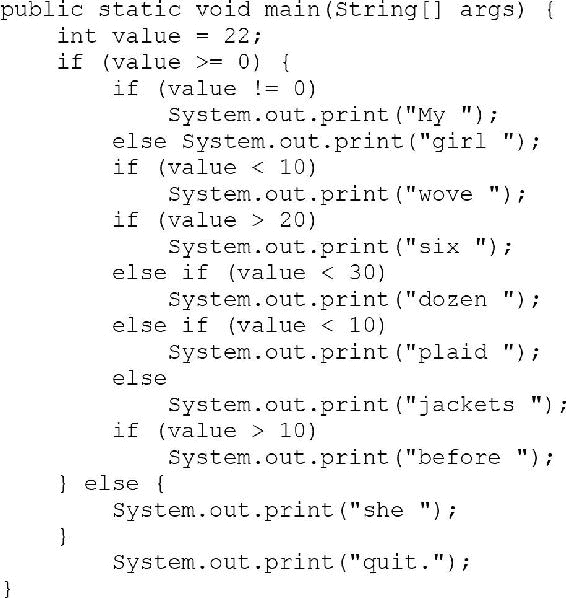 public static void main(String[] args) {
    int value = 22;
    if (value >= 0) {
        if (value != 0)
            System.out.print("My ");
        else System.out.print("girl ");
        if (value < 10)
            System.out.print("wove ");
        if (value > 20)
            System.out.print("six ");
        else if (value < 30)
            System.out.print("dozen ");
        else if (value < 10)
            System.out.print("plaid ");
        else
            System.out.print("jackets ");
        if (value > 10)
            System.out.print("before ");
    } else {
        System.out.print("she ");
    }
        System.out.print("quit.");
}